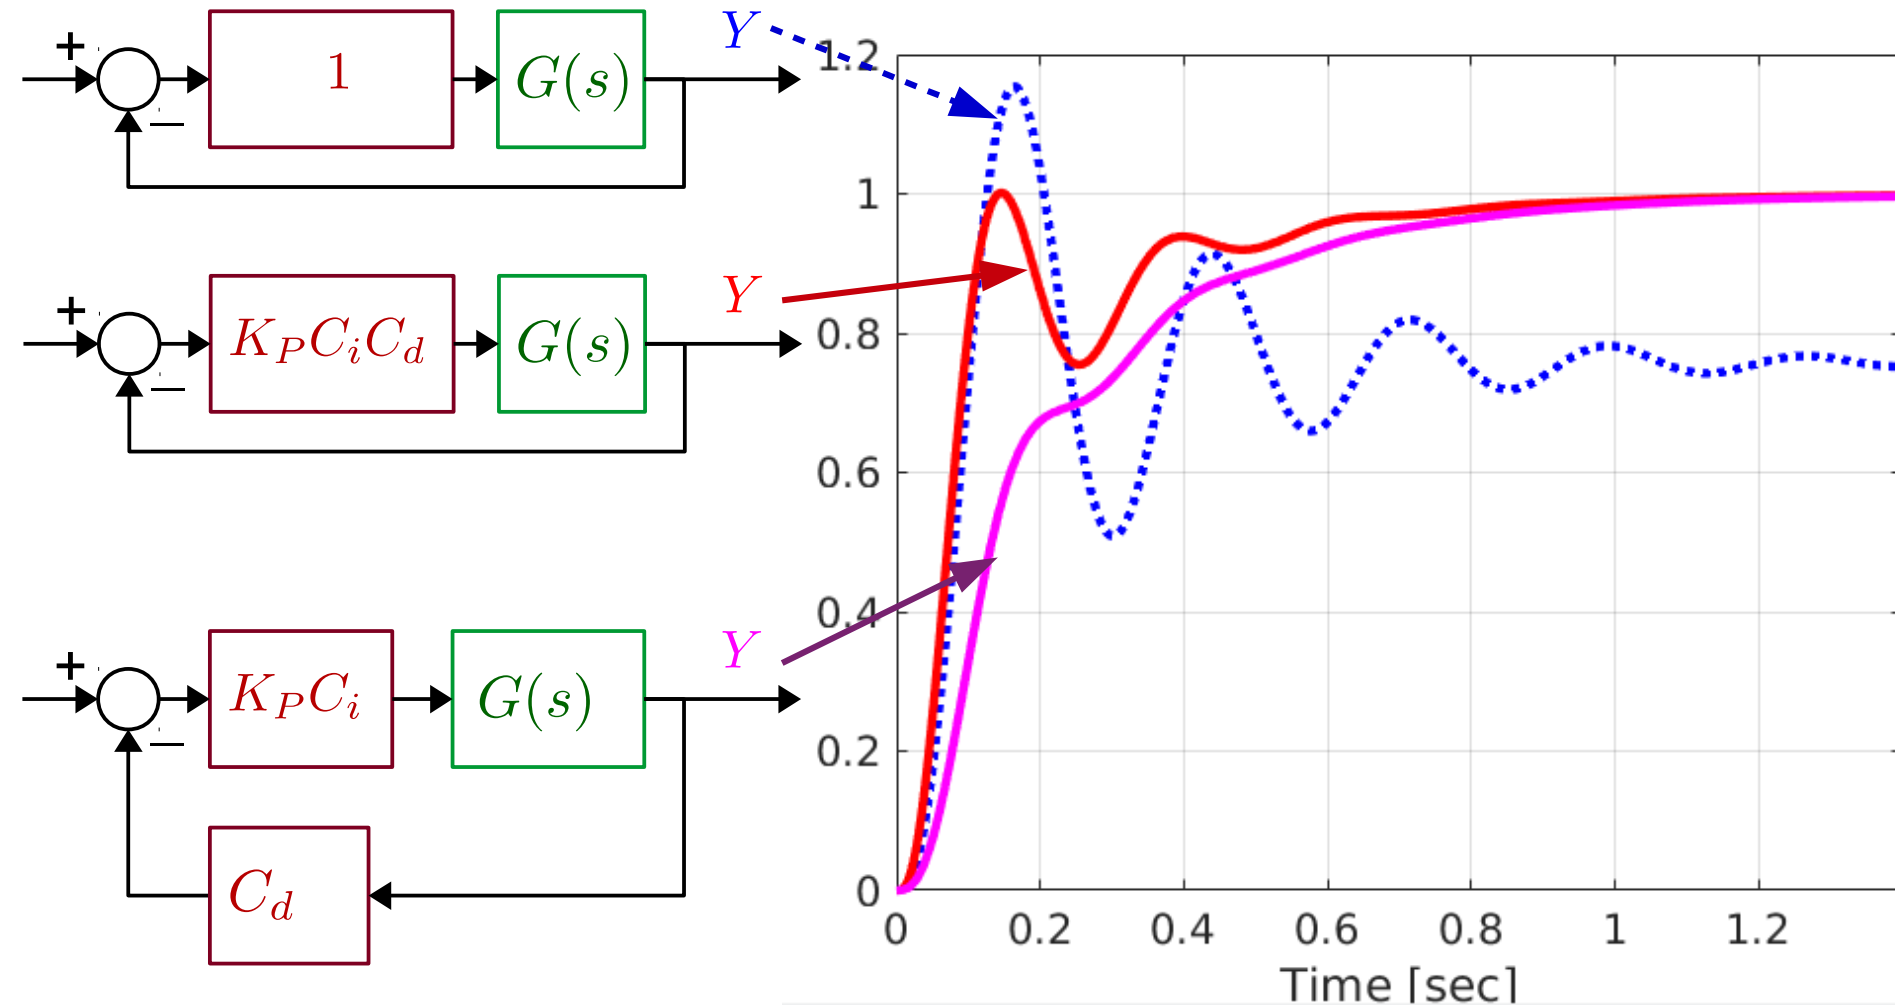 +
−
1
G(s)
Y
+
−
K_P C_i C_d
G(s)
Y
+
−
K_P C_i
G(s)
Y
C_d
1.2
1
0.8
0.6
0.4
0.2
0
0 0.2 0.4 0.6 0.8 1 1.2
Time [sec]